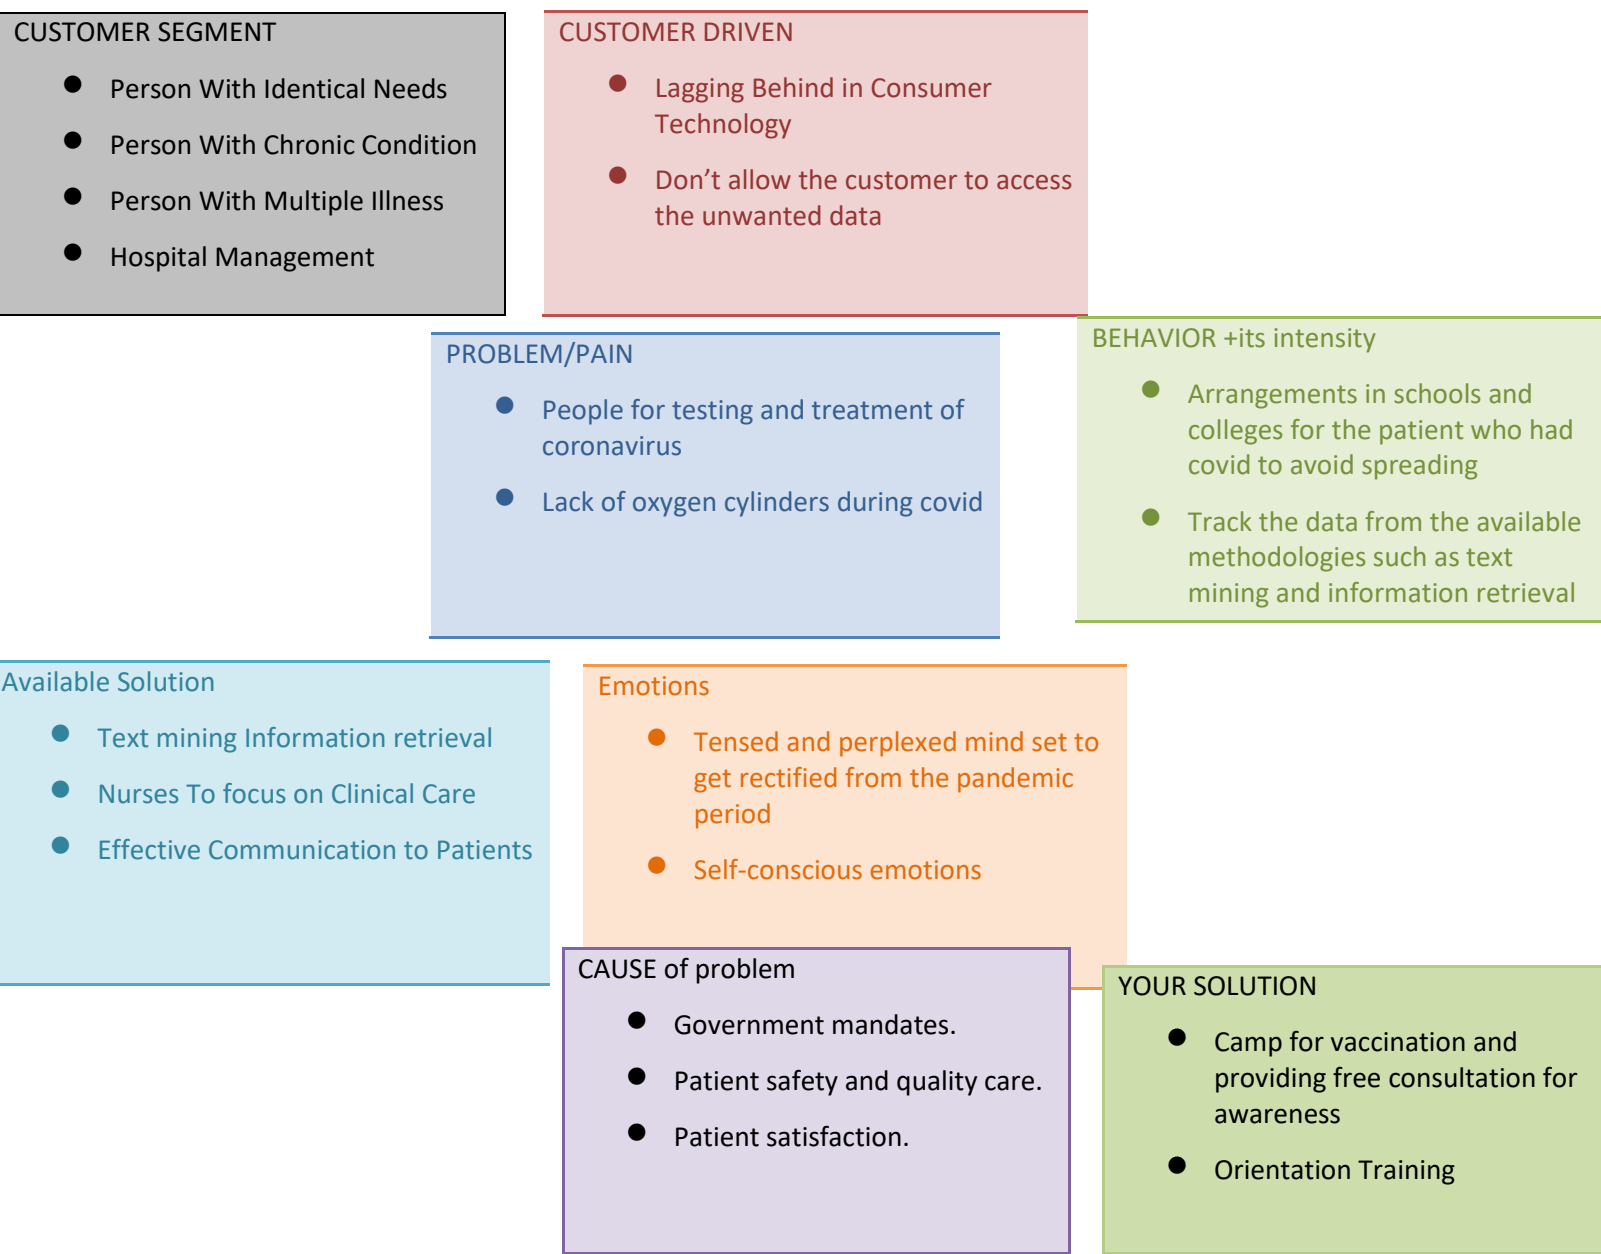 CUSTOMER SEGMENT
● Person With Identical Needs
● Person With Chronic Condition
● Person With Multiple Illness
● Hospital Management
CUSTOMER DRIVEN
● Lagging Behind in Consumer
Technology
● Don’t allow the customer to access
the unwanted data
PROBLEM/PAIN
● People for testing and treatment of
coronavirus
● Lack of oxygen cylinders during covid
BEHAVIOR +its intensity
● Arrangements in schools and
colleges for the patient who had
covid to avoid spreading
● Track the data from the available
methodologies such as text
mining and information retrieval
Available Solution
● Text mining Information retrieval
● Nurses To focus on Clinical Care
● Effective Communication to Patients
Emotions
● Tensed and perplexed mind set to
get rectified from the pandemic
period
● Self-conscious emotions
CAUSE of problem
● Government mandates.
● Patient safety and quality care.
● Patient satisfaction.
YOUR SOLUTION
● Camp for vaccination and
providing free consultation for
awareness
● Orientation Training